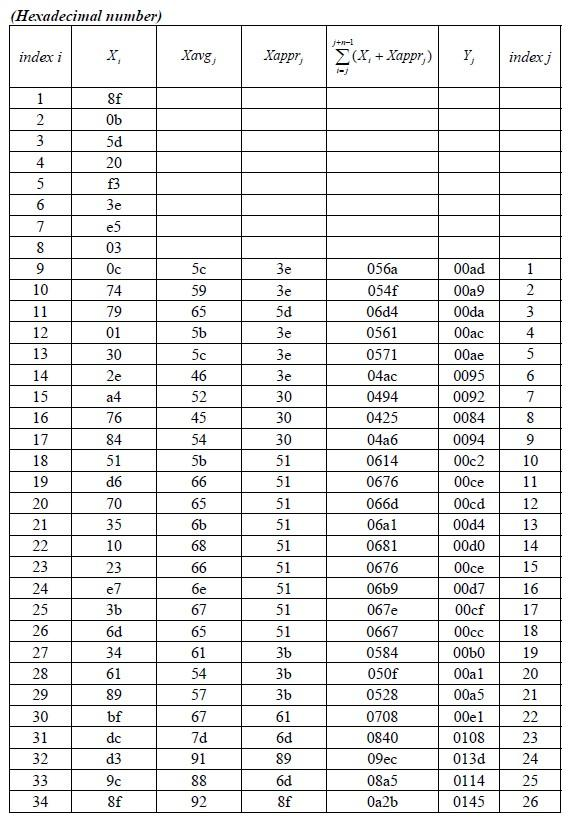 (Hexadecimal number)
index i X_i Xavg_j Xappr_j \sum_{i=j}^{j+n-1}(X_i + Xappr_j) Y_j index j
1 8f
2 0b
3 5d
4 20
5 f3
6 3e
7 e5
8 03
9 0c 5c 3e 056a 00ad 1
10 74 59 3e 054f 00a9 2
11 79 65 5d 06d4 00da 3
12 01 5b 3e 0561 00ac 4
13 30 5c 3e 0571 00ae 5
14 2e 46 3e 04ac 0095 6
15 a4 52 30 0494 0092 7
16 76 45 30 0425 0084 8
17 84 54 30 04a6 0094 9
18 51 5b 51 0614 00c2 10
19 d6 66 51 0676 00ce 11
20 70 65 51 066d 00cd 12
21 35 6b 51 06a1 00d4 13
22 10 68 51 0681 00d0 14
23 23 66 51 0676 00ce 15
24 e7 6e 51 06b9 00d7 16
25 3b 67 51 067e 00cf 17
26 6d 65 51 0667 00cc 18
27 34 61 3b 0584 00b0 19
28 61 54 3b 050f 00a1 20
29 89 57 3b 0528 00a5 21
30 bf 67 61 0708 00e1 22
31 dc 7d 6d 0840 0108 23
32 d3 91 89 09ec 013d 24
33 9c 88 6d 08a5 0114 25
34 8f 92 8f 0a2b 0145 26